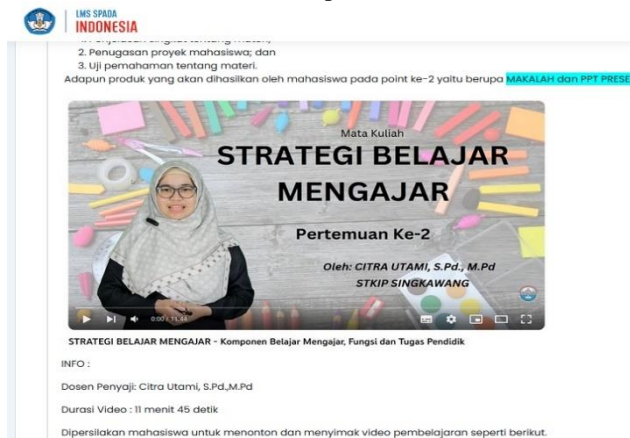 LMS SPADA
INDONESIA
2. Penugasan proyek mahasiswa; dan
3. Uji pemahaman tentang materi.
Adapun produk yang akan dihasilkan oleh mahasiswa pada point ke-2 yaitu berupa MAKALAH dan PPT PRESE
Mata Kuliah
STRATEGI BELAJAR
MENGAJAR
Pertemuan Ke-2
Oleh: CITRA UTAMI, S.Pd., M.Pd
STKIP SINGKAWANG
0:00 / 11:44
STRATEGI BELAJAR MENGAJAR - Komponen Belajar Mengajar, Fungsi dan Tugas Pendidik
INFO :
Dosen Penyaji: Citra Utami, S.Pd.,M.Pd
Durasi Video : 11 menit 45 detik
Dipersilakan mahasiswa untuk menonton dan menyimak video pembelajaran seperti berikut.